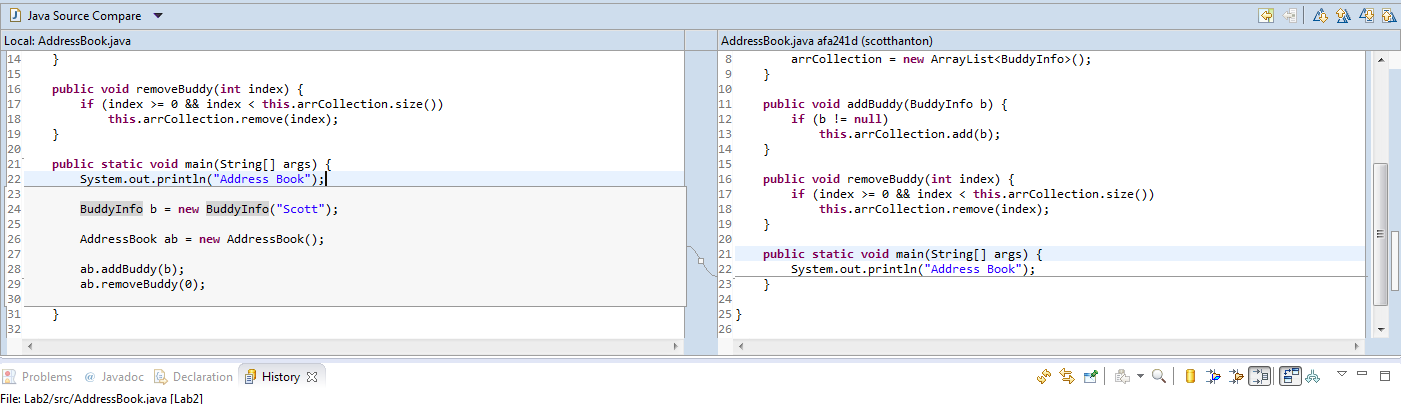 Java Source Compare
Local: AddressBook.java
14     }
15
16     public void removeBuddy(int index) {
17         if (index >= 0 && index < this.arrCollection.size())
18             this.arrCollection.remove(index);
19     }
20
21     public static void main(String[] args) {
22         System.out.println("Address Book");
23
24         BuddyInfo b = new BuddyInfo("Scott");
25
26         AddressBook ab = new AddressBook();
27
28         ab.addBuddy(b);
29         ab.removeBuddy(0);
30
31     }
32
AddressBook.java afa241d (scotthanton)
8         arrCollection = new ArrayList<BuddyInfo>();
9     }
10
11     public void addBuddy(BuddyInfo b) {
12         if (b != null)
13             this.arrCollection.add(b);
14     }
15
16     public void removeBuddy(int index) {
17         if (index >= 0 && index < this.arrCollection.size())
18             this.arrCollection.remove(index);
19     }
20
21     public static void main(String[] args) {
22         System.out.println("Address Book");
23     }
24
25 }
26
Problems @ Javadoc Declaration History
File: Lab2/src/AddressBook.java [Lab2]